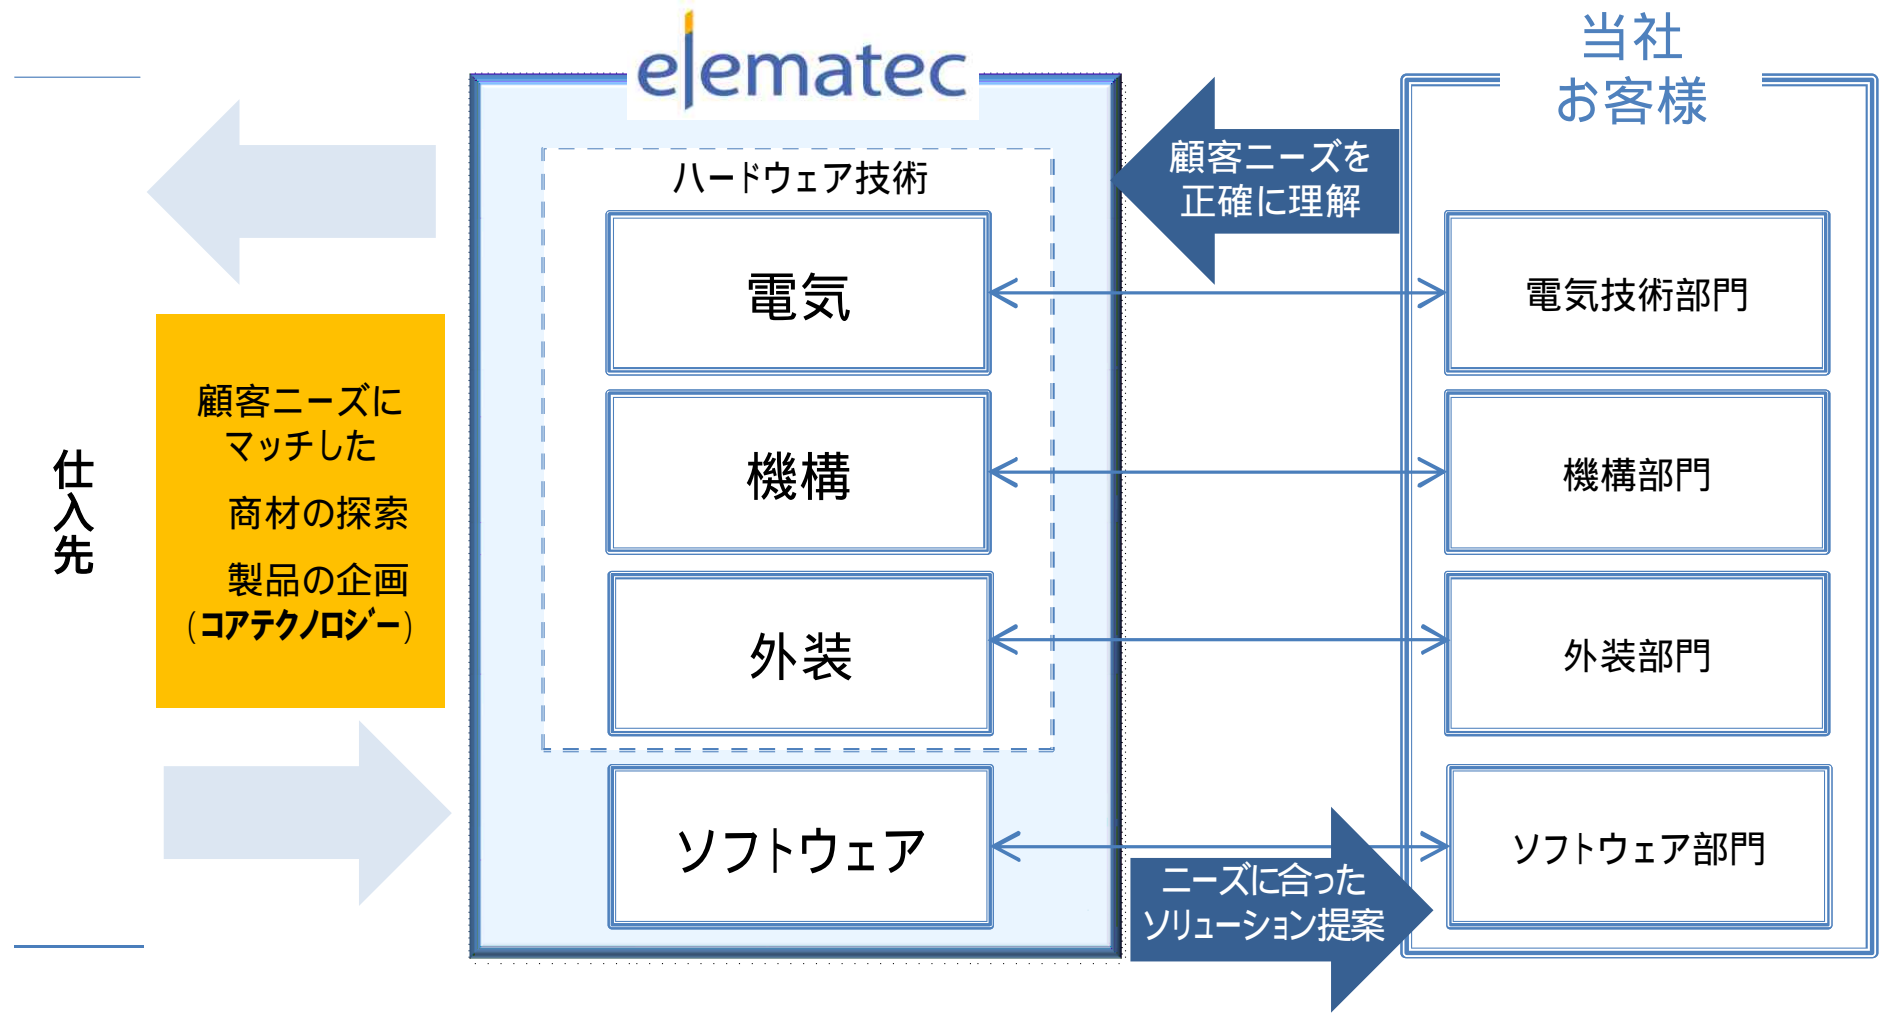 仕入先
顧客ニーズに
マッチした
商材の探索
製品の企画
(コアテクノロジー)
elematec
ハードウェア技術
電気
機構
外装
ソフトウェア
顧客ニーズを
正確に理解
ニーズに合った
ソリューション提案
当社
お客様
電気技術部門
機構部門
外装部門
ソフトウェア部門